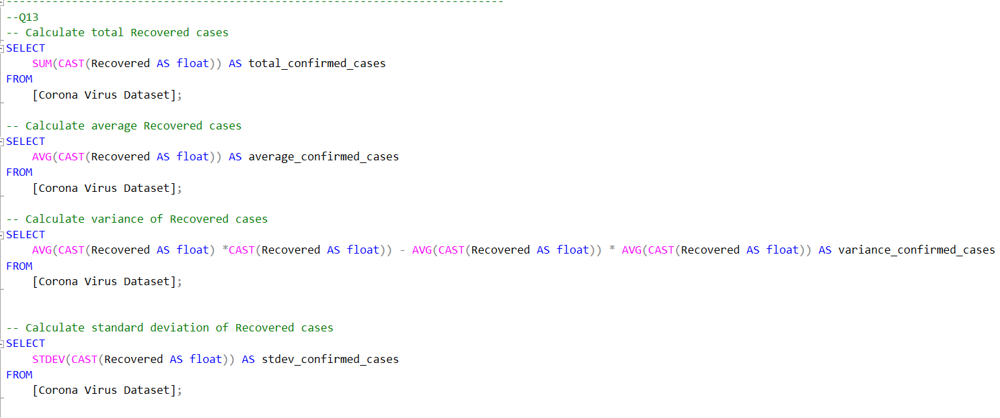 --------------------------------------------------------------------------------
--Q13
-- Calculate total Recovered cases
SELECT
    SUM(CAST(Recovered AS float)) AS total_confirmed_cases
FROM
    [Corona Virus Dataset];
-- Calculate average Recovered cases
SELECT
    AVG(CAST(Recovered AS float)) AS average_confirmed_cases
FROM
    [Corona Virus Dataset];
-- Calculate variance of Recovered cases
SELECT
    AVG(CAST(Recovered AS float) *CAST(Recovered AS float)) - AVG(CAST(Recovered AS float)) * AVG(CAST(Recovered AS float)) AS variance_confirmed_cases
FROM
    [Corona Virus Dataset];
-- Calculate standard deviation of Recovered cases
SELECT
    STDEV(CAST(Recovered AS float)) AS stdev_confirmed_cases
FROM
    [Corona Virus Dataset];